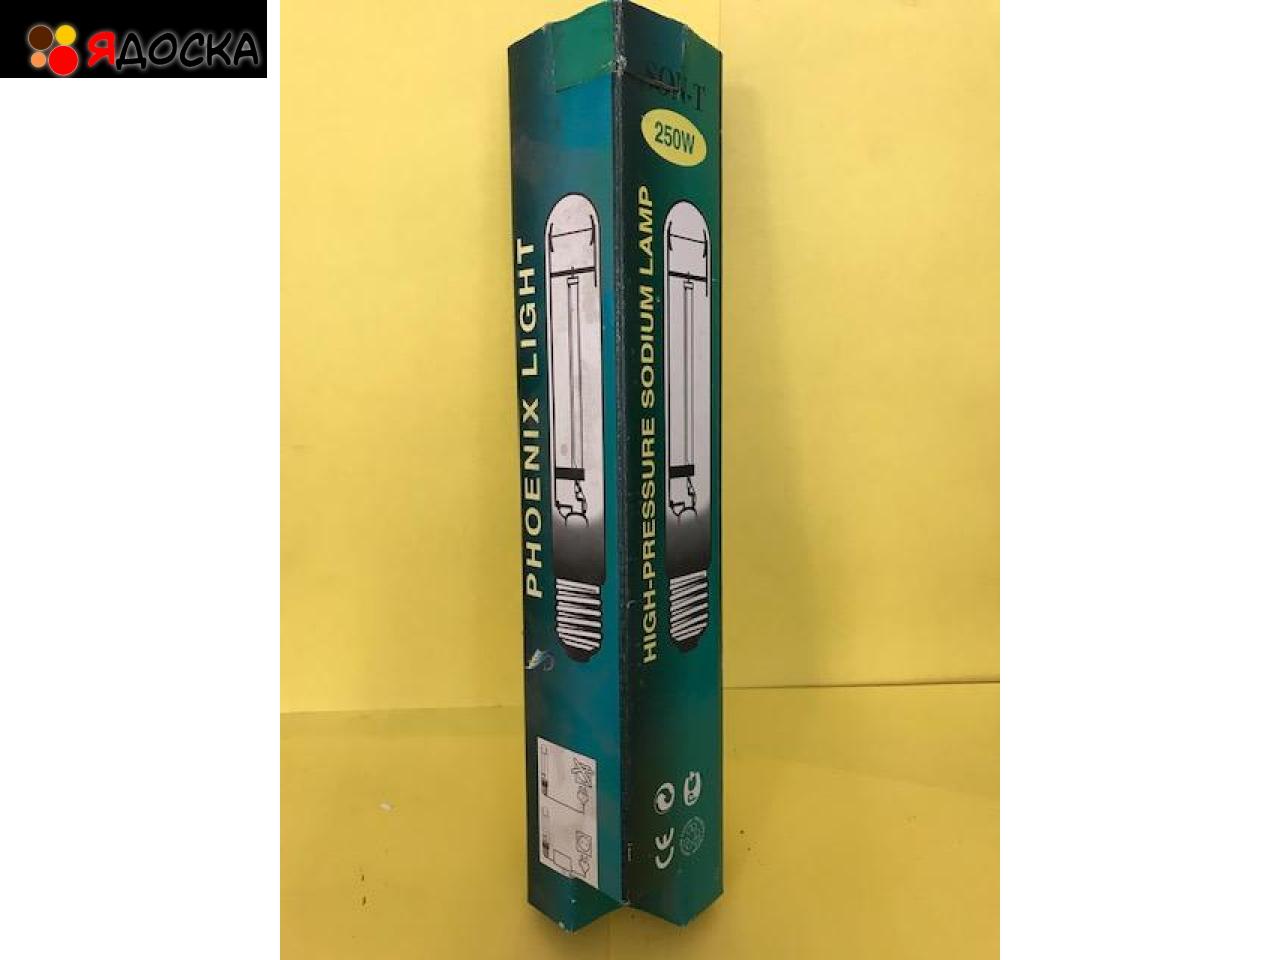 ЯДОСКА
SON-T
250W
PHOENIX LIGHT
HIGH-PRESSURE SODIUM LAMP
CE